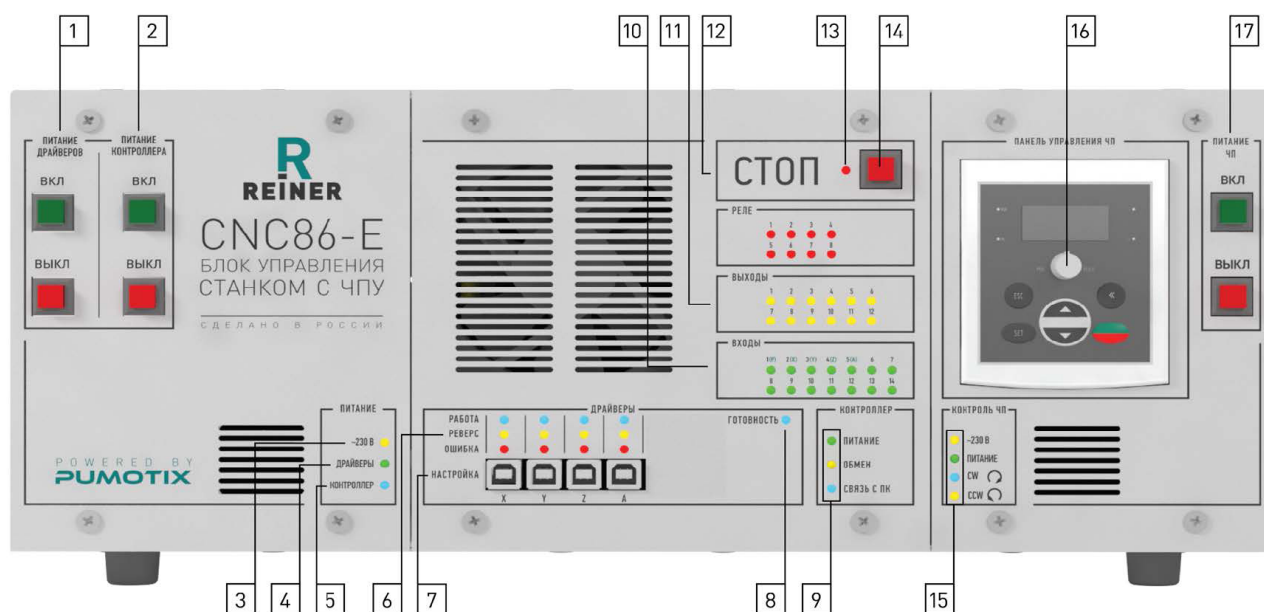 1 2 10 11 12 13 14 16 17
ПИТАНИЕ ДРАЙВЕРОВ
ВКЛ
ВЫКЛ
ПИТАНИЕ КОНТРОЛЛЕРА
ВКЛ
ВЫКЛ
R
REINER
CNC86-E
БЛОК УПРАВЛЕНИЯ
СТАНКОМ С ЧПУ
СДЕЛАНО В РОССИИ
СТОП
РЕЛЕ
1 2 3 4
5 6 7 8
ВЫХОДЫ
1 2 3 4 5 6
7 8 9 10 11 12
ВХОДЫ
1(P) 2(X) 3(Y) 4(Z) 5(A) 6 7
8 9 10 11 12 13 14
ПАНЕЛЬ УПРАВЛЕНИЯ ЧП
ESC
SET
ПИТАНИЕ
ЧП
ВКЛ
ВЫКЛ
POWERED BY
PUMOTIX
ПИТАНИЕ
~230 В
ДРАЙВЕРЫ
КОНТРОЛЛЕР
ДРАЙВЕРЫ
РАБОТА
РЕВЕРС
ОШИБКА
НАСТРОЙКА
X Y Z A
ГОТОВНОСТЬ
КОНТРОЛЛЕР
ПИТАНИЕ
ОБМЕН
СВЯЗЬ С ПК
КОНТРОЛЬ ЧП
~230 В
ПИТАНИЕ
CW
CCW
3 4 5 6 7 8 9 15